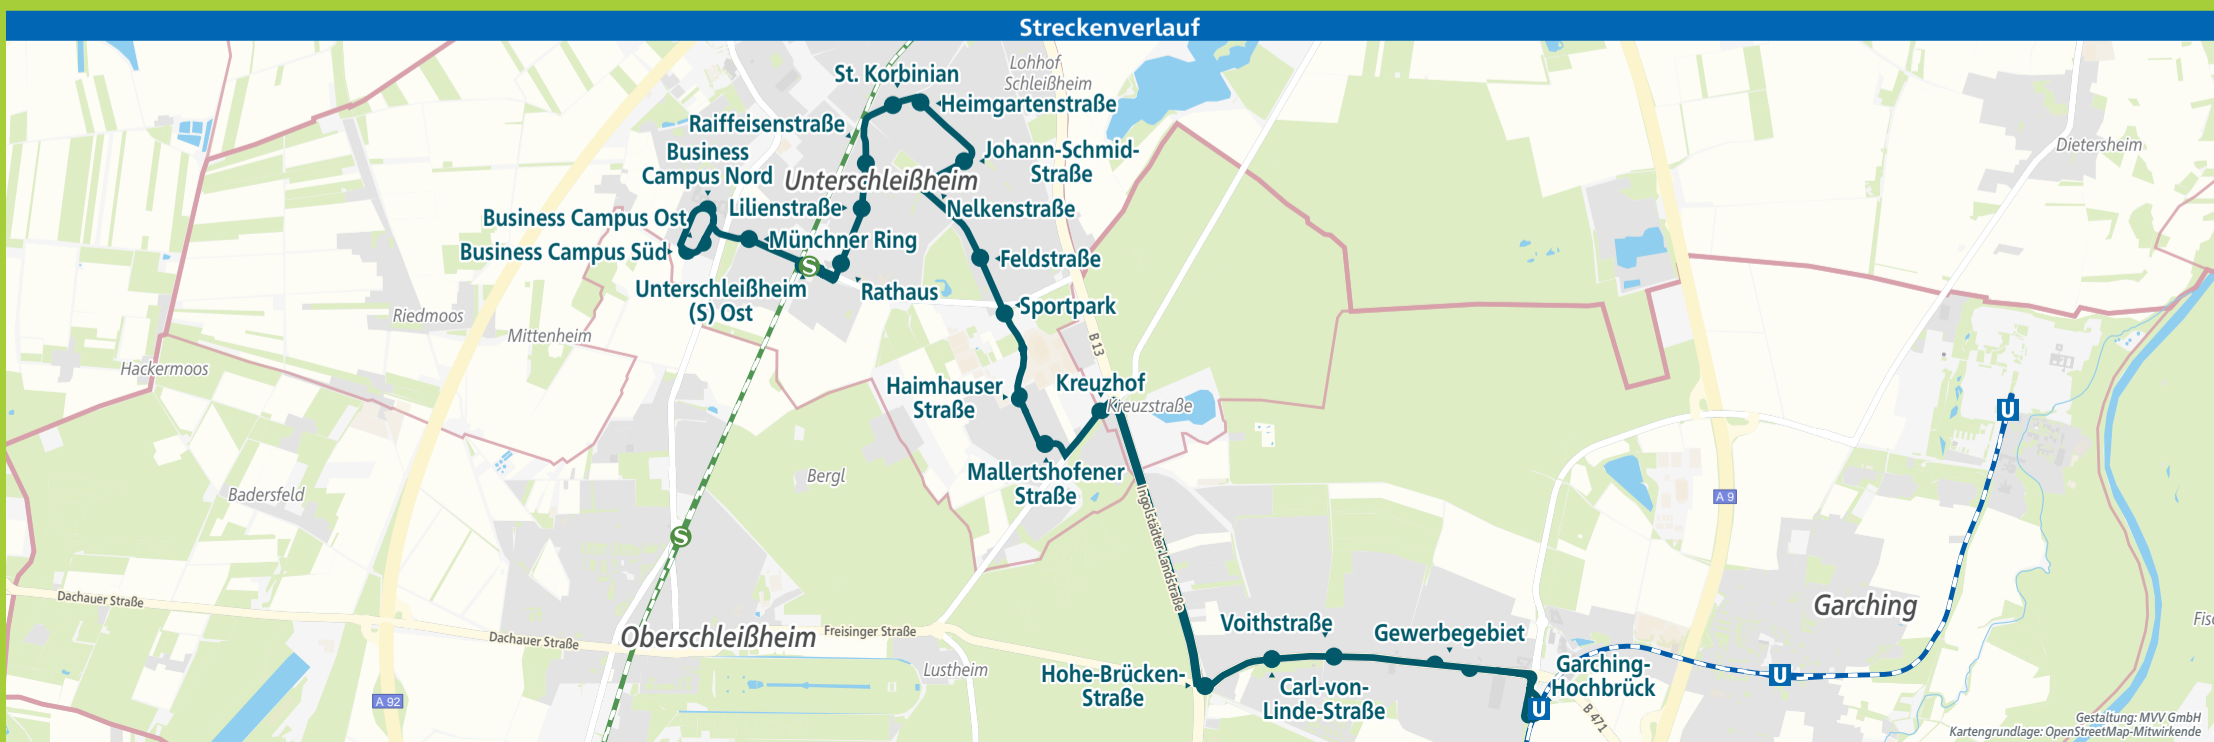 Streckenverlauf
Lohhof
Schleißheim
St. Korbinian
Heimgartenstraße
Raiffeisenstraße
Business
Campus Nord
Johann-Schmid-
Straße
Dietersheim
Unterschleißheim
Business Campus Ost
Lilienstraße
Nelkenstraße
Business Campus Süd
Münchner Ring
Feldstraße
S
Unterschleißheim
(S) Ost
Rathaus
Sportpark
Riedmoos
Mittenheim
B 13
Hackermoos
Haimhauser
Straße
Kreuzhof
Kreuzstraße
U
Mallertshofener
Straße
Bergl
Badersfeld
A 9
Ingolstädter Landstraße
S
Dachauer Straße
Dachauer Straße
Oberschleißheim
Freisinger Straße
Lustheim
Garching
Fisc
Voithstraße
Gewerbegebiet
Hohe-Brücken-
Straße
Carl-von-
Linde-Straße
Garching-
Hochbrück
U
U
A 92
B 471
Gestaltung: MVV GmbH
Kartengrundlage: OpenStreetMap-Mitwirkende